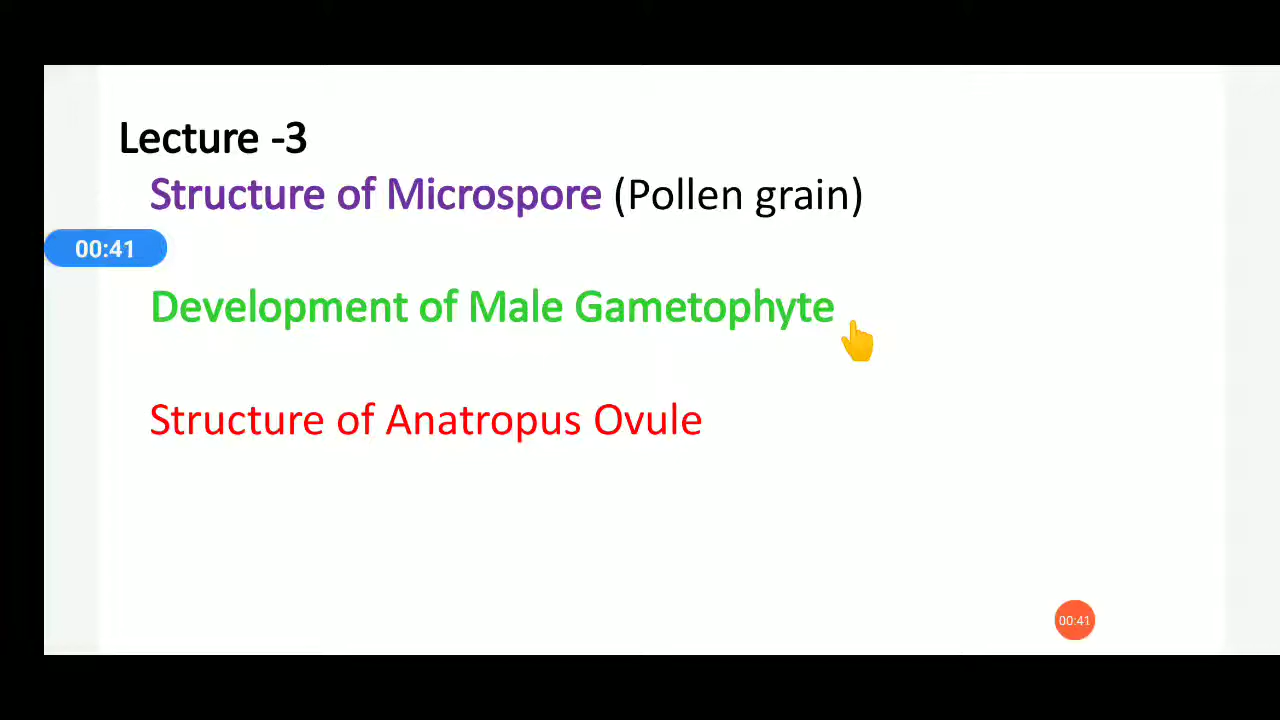 Lecture -3
Structure of Microspore (Pollen grain)
00:41
Development of Male Gametophyte
Structure of Anatropus Ovule
00:41